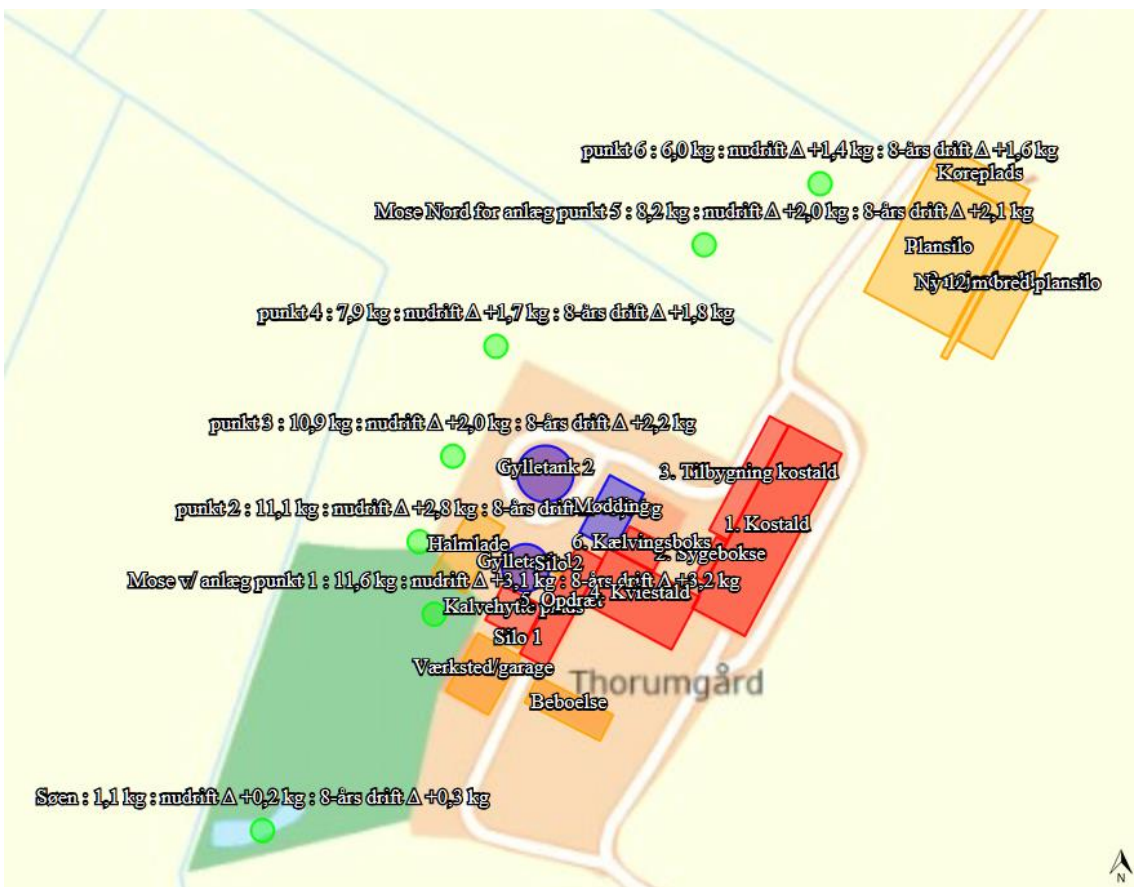 punkt 6 : 6,0 kg : nudrift Δ +1,4 kg : 8-års drift Δ +1,6 kg
Køreplads
Mose Nord for anlæg punkt 5 : 8,2 kg : nudrift Δ +2,0 kg : 8-års drift Δ +2,1 kg
Plansilo
Ny 12 m bred plansilo
punkt 4 : 7,9 kg : nudrift Δ +1,7 kg : 8-års drift Δ +1,8 kg
punkt 3 : 10,9 kg : nudrift Δ +2,0 kg : 8-års drift Δ +2,2 kg
Gylletank 2
3. Tilbygning kostald
punkt 2 : 11,1 kg : nudrift Δ +2,8 kg : 8-års drift
Mødding
1. Kostald
Halmlade
6. Kælvingsboks
2. Sygebokse
Silo 2
Mose v/ anlæg punkt 1 : 11,6 kg : nudrift Δ +3,1 kg : 8-års drift Δ +3,2 kg
4. Kviestald
5. Opdræt
Kalvehytte plads
Silo 1
Værksted/garage
Thorumgård
Beboelse
Søen : 1,1 kg : nudrift Δ +0,2 kg : 8-års drift Δ +0,3 kg
N